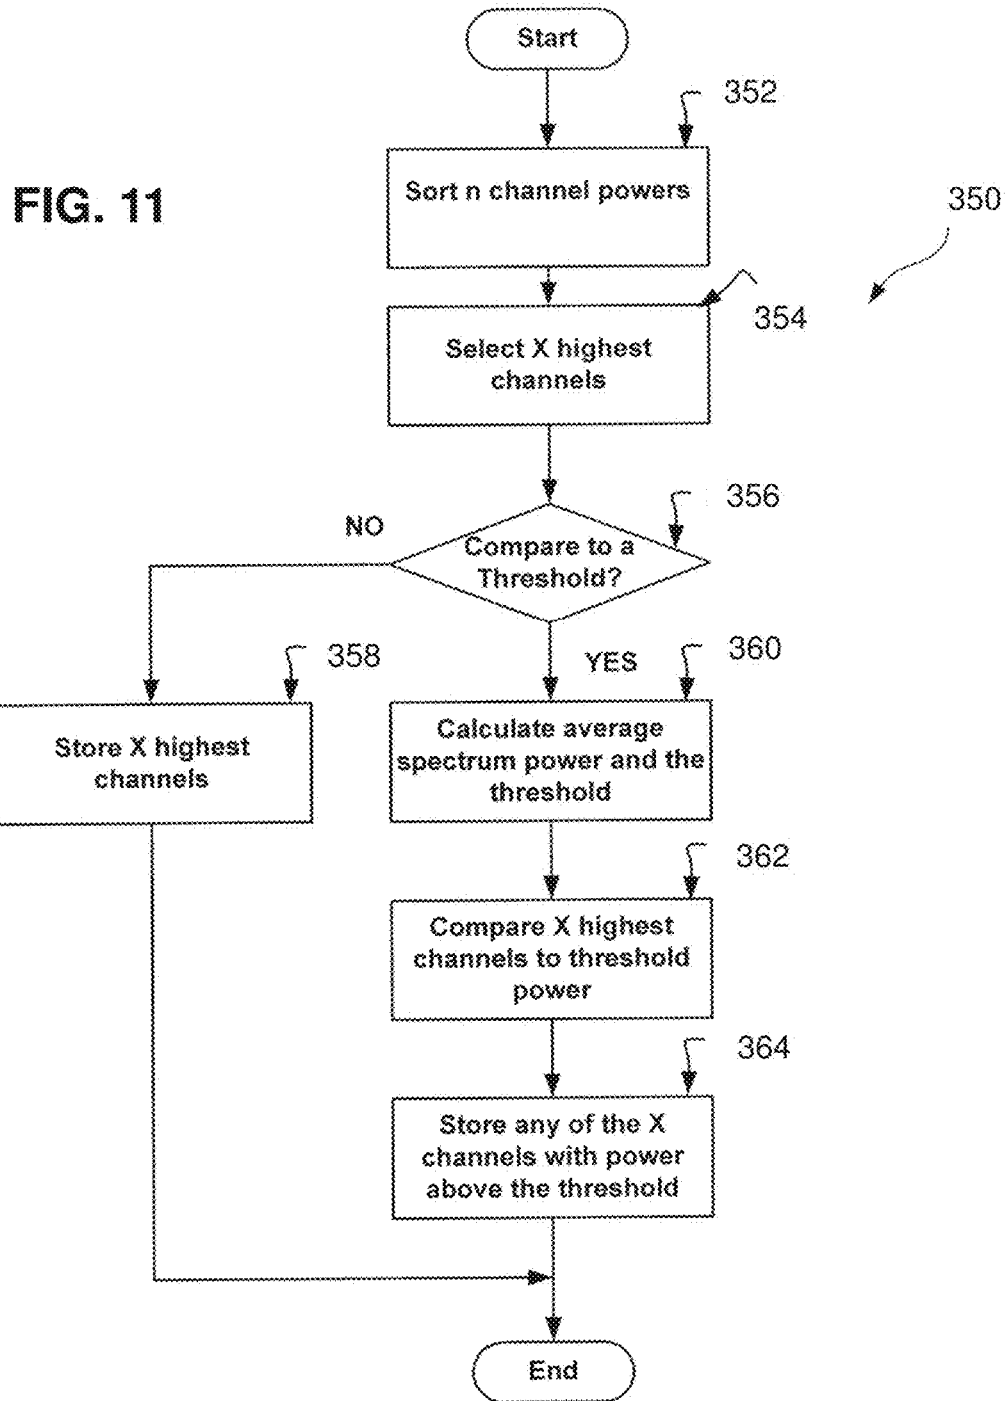 Start
352
FIG. 11
Sort n channel powers
350
354
Select X highest
channels
356
NO
Compare to a
Threshold?
358
YES
360
Store X highest
channels
Calculate average
spectrum power and the
threshold
362
Compare X highest
channels to threshold
power
364
Store any of the X
channels with power
above the threshold
End